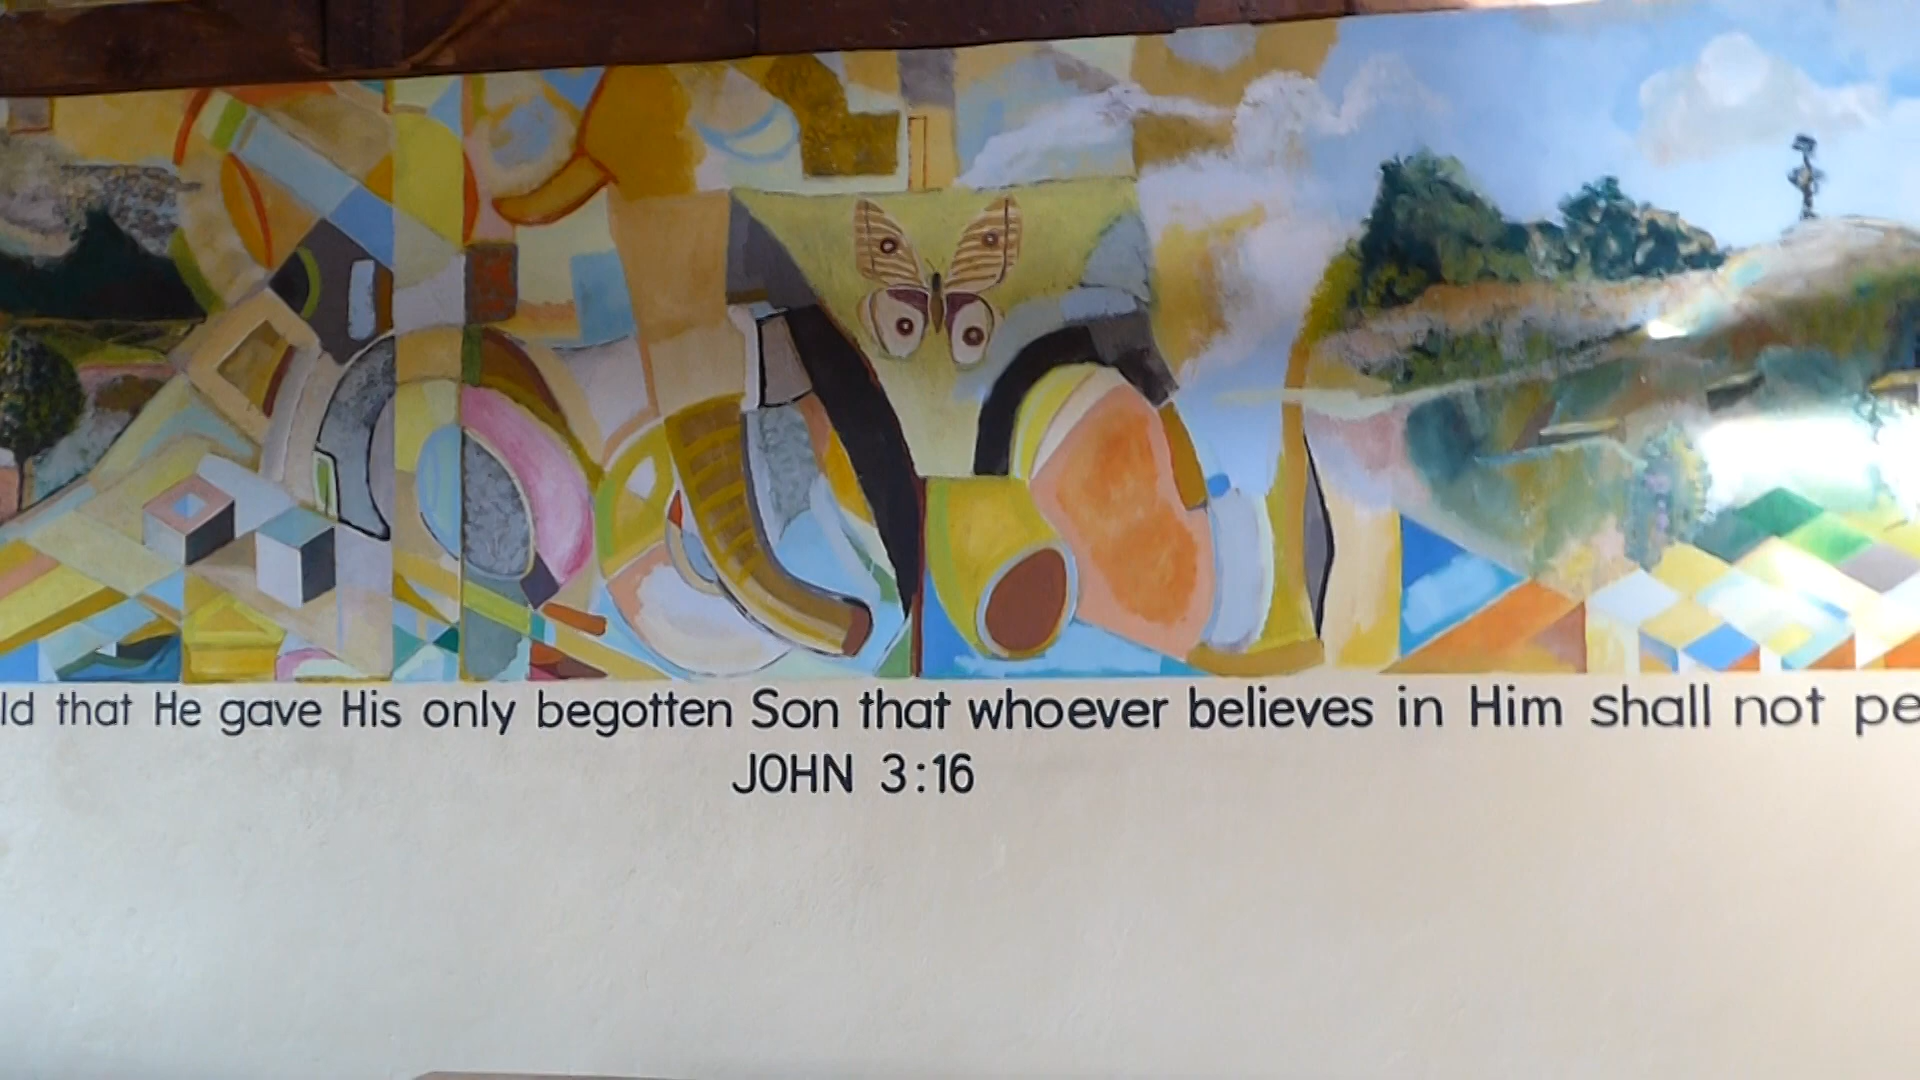 ld that He gave His only begotten Son that whoever believes in Him shall not pe
JOHN 3:16